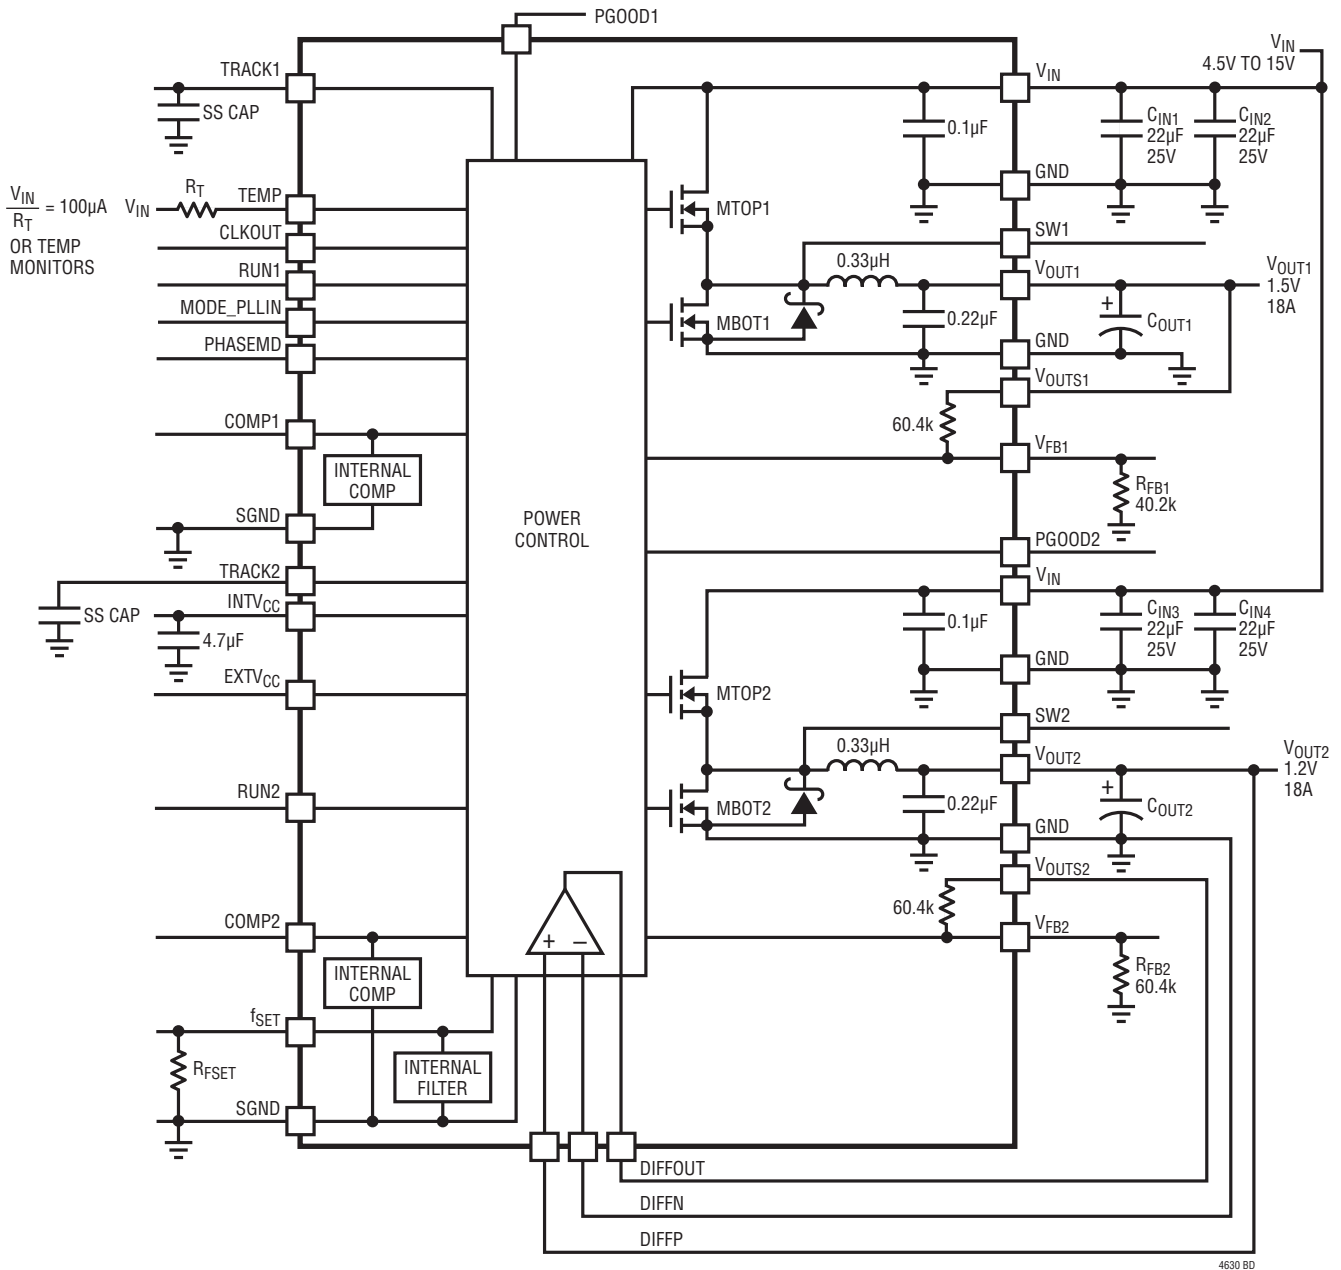 PGOOD1
TRACK1
SS CAP
VIN
4.5V TO 15V
VIN
0.1µF
CIN1
22µF
25V
CIN2
22µF
25V
GND
VIN
RT
= 100µA
OR TEMP
MONITORS
VIN
RT
TEMP
CLKOUT
RUN1
MODE_PLLIN
PHASEMD
MTOP1
SW1
0.33µH
VOUT1
VOUT1
1.5V
18A
MBOT1
0.22µF
+
COUT1
GND
VOUTS1
60.4k
COMP1
INTERNAL
COMP
VFB1
RFB1
40.2k
SGND
POWER
CONTROL
PGOOD2
TRACK2
SS CAP
INTVCC
4.7µF
EXTVCC
VIN
0.1µF
CIN3
22µF
25V
CIN4
22µF
25V
GND
MTOP2
SW2
0.33µH
VOUT2
VOUT2
1.2V
18A
RUN2
MBOT2
0.22µF
+
COUT2
GND
VOUTS2
60.4k
COMP2
INTERNAL
COMP
+ –
VFB2
RFB2
60.4k
fSET
RFSET
INTERNAL
FILTER
SGND
DIFFOUT
DIFFN
DIFFP
4630 BD